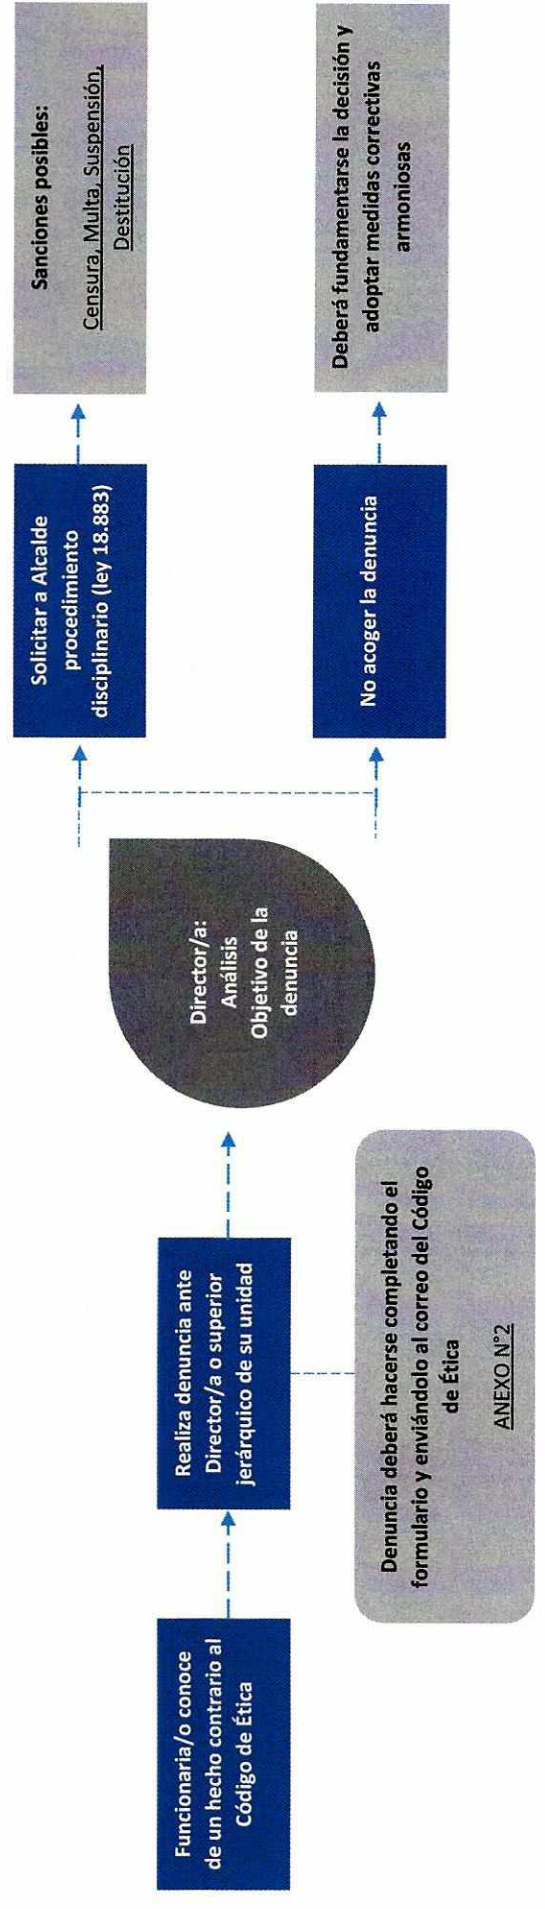 Funcionaria/o conoce
de un hecho contrario al
Código de Ética
Realiza denuncia ante
Director/a o superior
jerárquico de su unidad
Denuncia deberá hacerse completando el
formulario y enviándolo al correo del Código
de Ética
ANEXO N°2
Director/a:
Análisis
Objetivo de la
denuncia
Solicitar a Alcalde
procedimiento
disciplinario (ley 18.883)
Sanciones posibles:
Censura, Multa, Suspensión,
Destitución
No acoger la denuncia
Deberá fundamentarse la decisión y
adoptar medidas correctivas
armoniosas